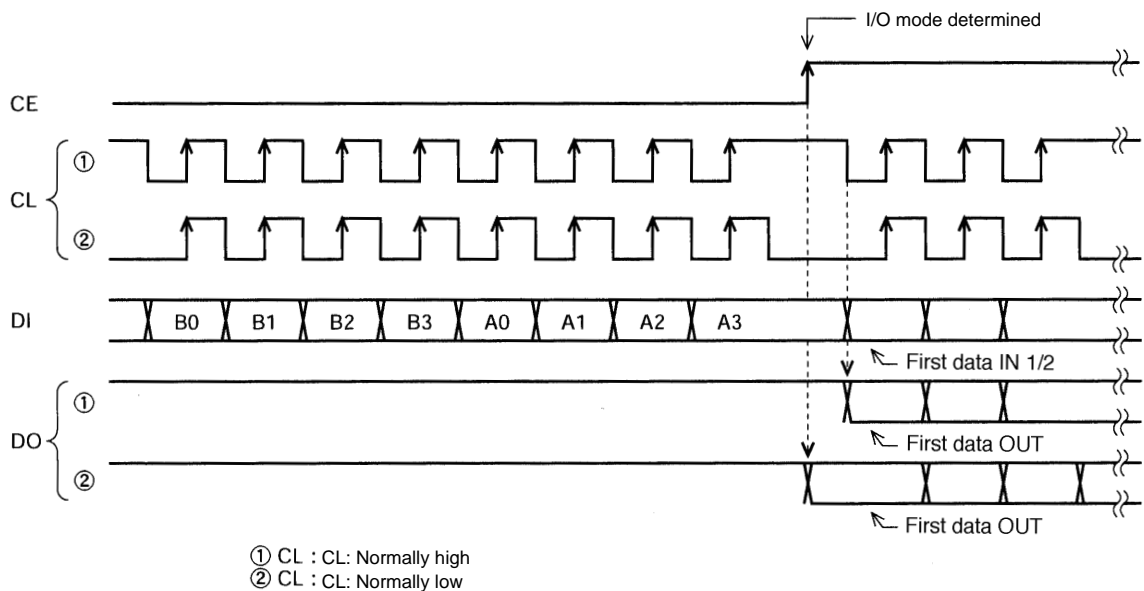 I/O mode determined
CE
CL
①
②
DI
B0 B1 B2 B3 A0 A1 A2 A3
First data IN 1/2
DO
①
First data OUT
②
First data OUT
① CL : CL: Normally high
② CL : CL: Normally low